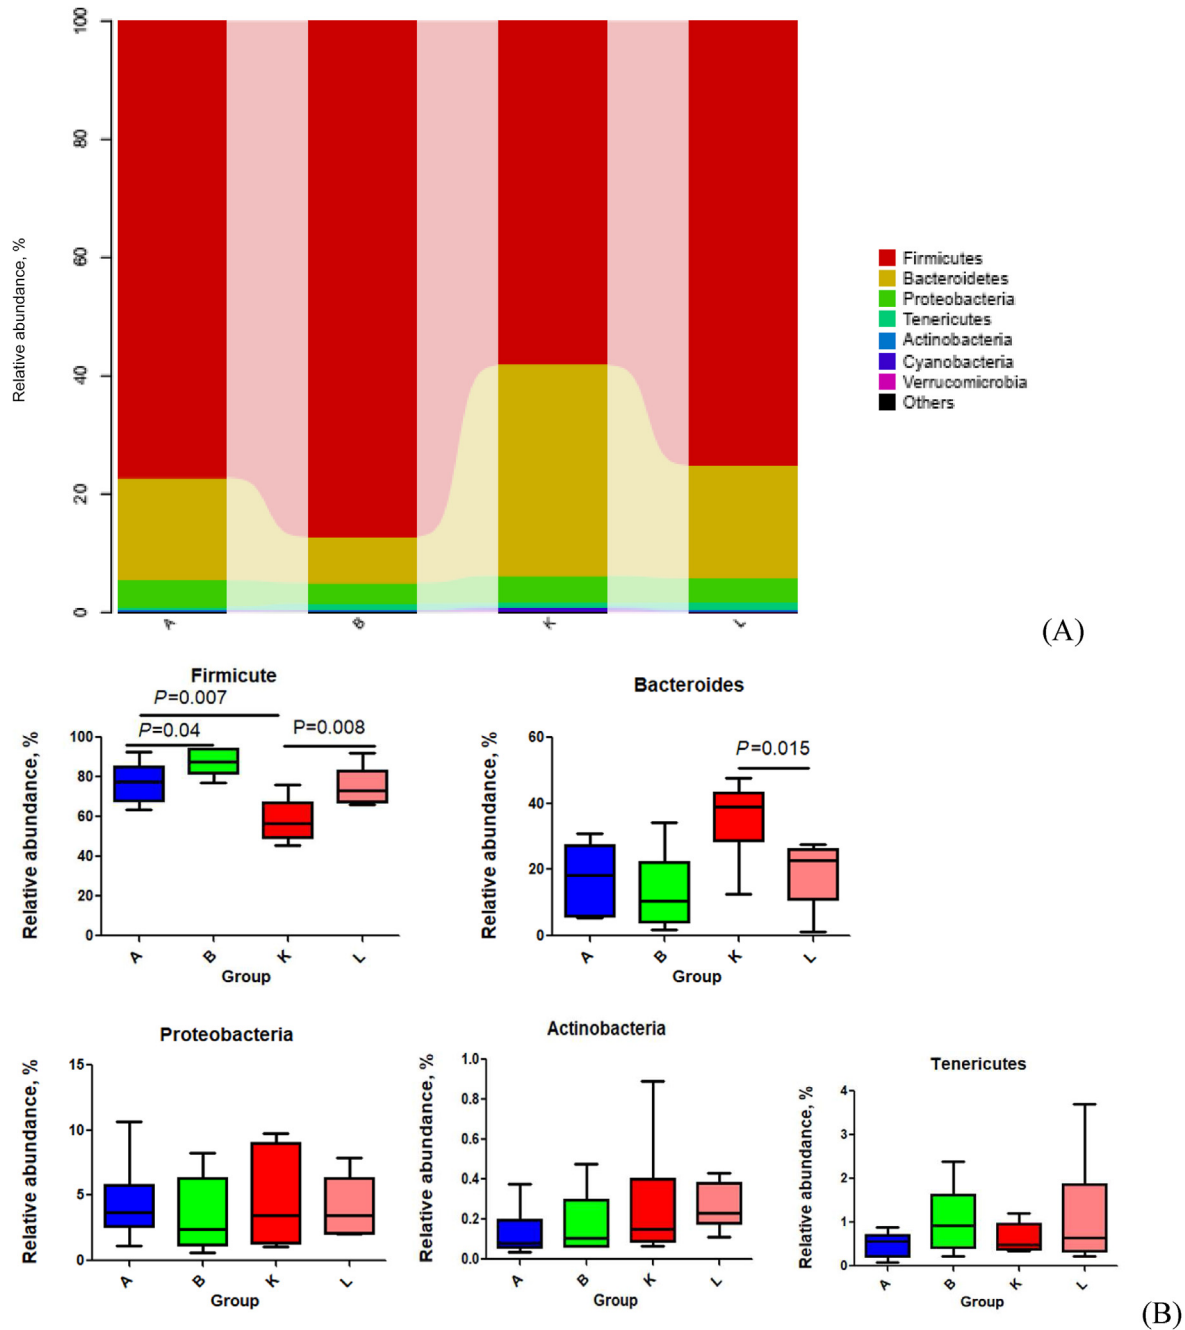 100
80
60
40
20
0
Relative abundance, %
A
B
K
L
Firmicutes
Bacteroidetes
Proteobacteria
Tenericutes
Actinobacteria
Cyanobacteria
Verrucomicrobia
Others
(A)
Firmicute
P=0.007
P=0.04
P=0.008
100
80
60
40
20
0
Relative abundance, %
A
B
K
L
Group
Bacteroides
P=0.015
60
40
20
0
Relative abundance, %
A
B
K
L
Group
Proteobacteria
15
10
5
0
Relative abundance, %
A
B
K
L
Group
Actinobacteria
1.0
0.8
0.6
0.4
0.2
0.0
Relative abundance, %
A
B
K
L
Group
Tenericutes
4
3
2
1
0
Relative abundance, %
A
B
K
L
Group
(B)